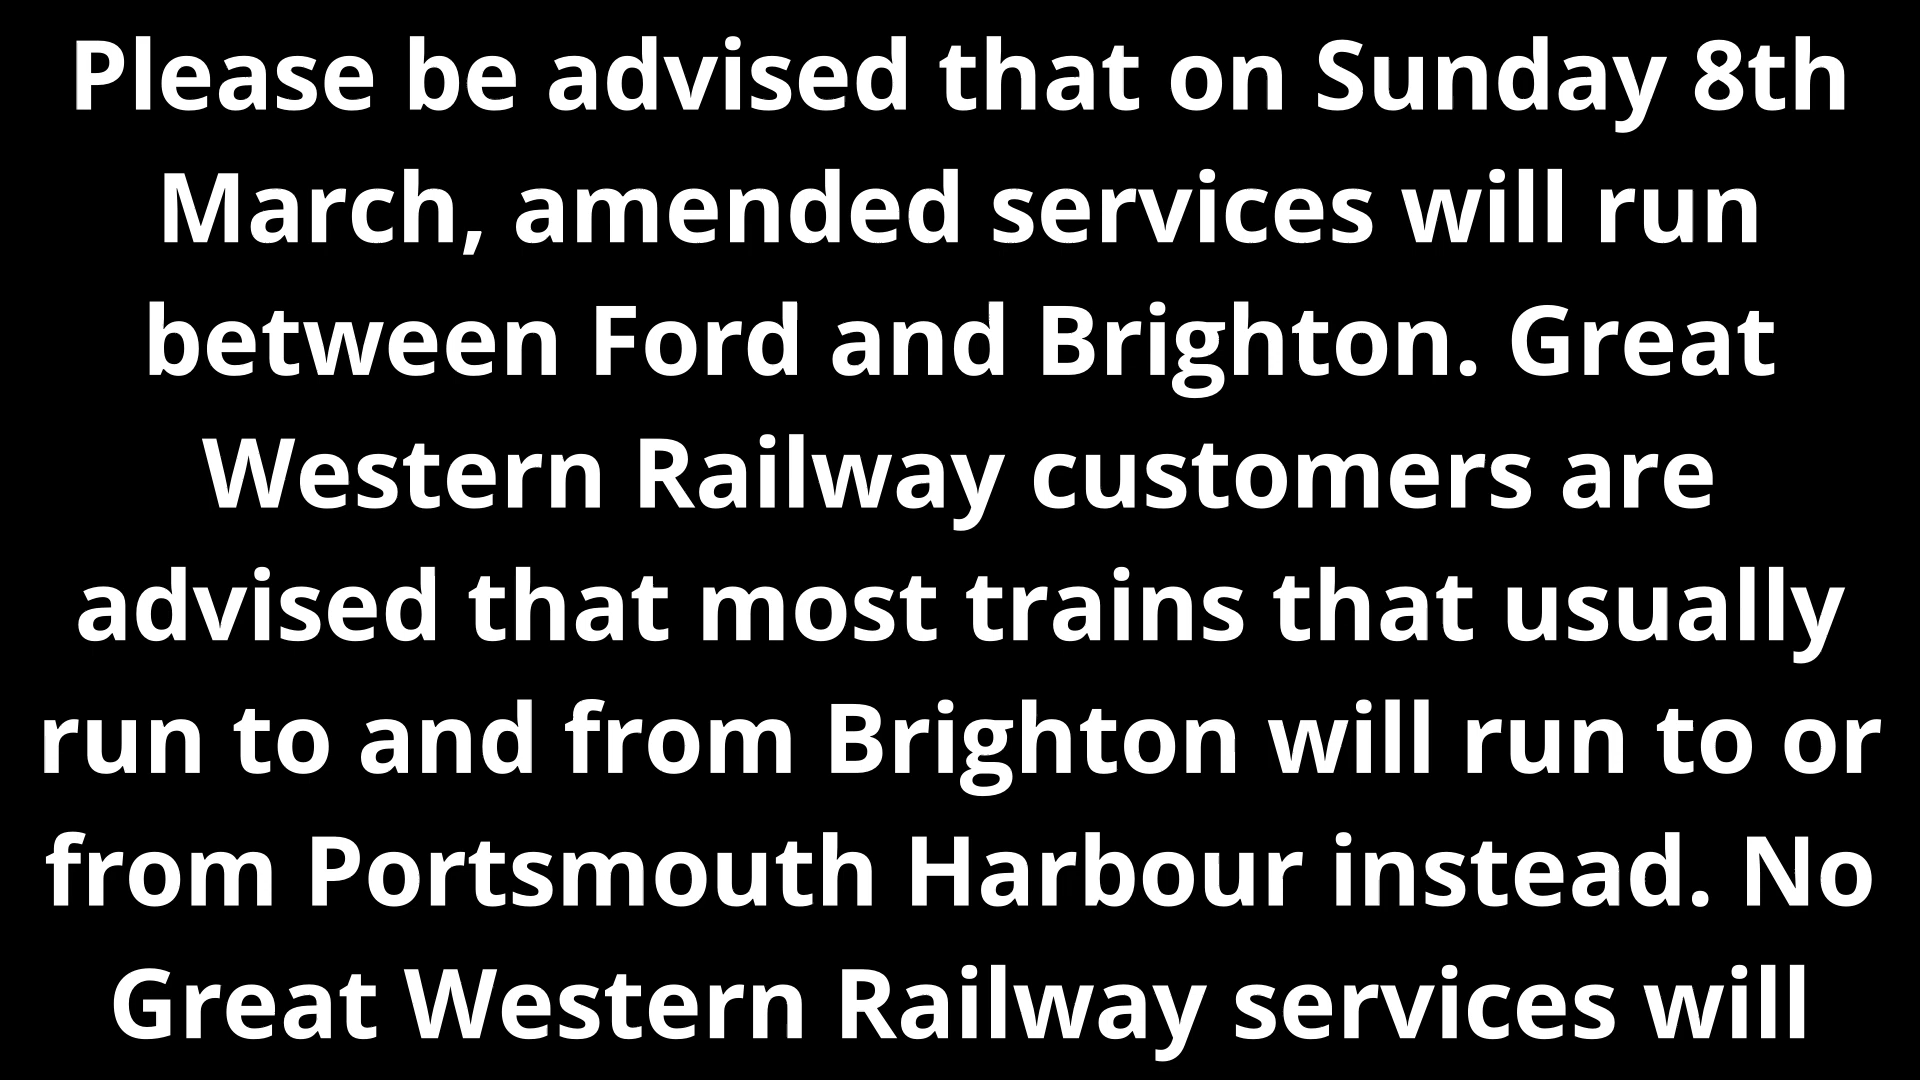 Please be advised that on Sunday 8th
March, amended services will run
between Ford and Brighton. Great
Western Railway customers are
advised that most trains that usually
run to and from Brighton will run to or
from Portsmouth Harbour instead. No
Great Western Railway services will